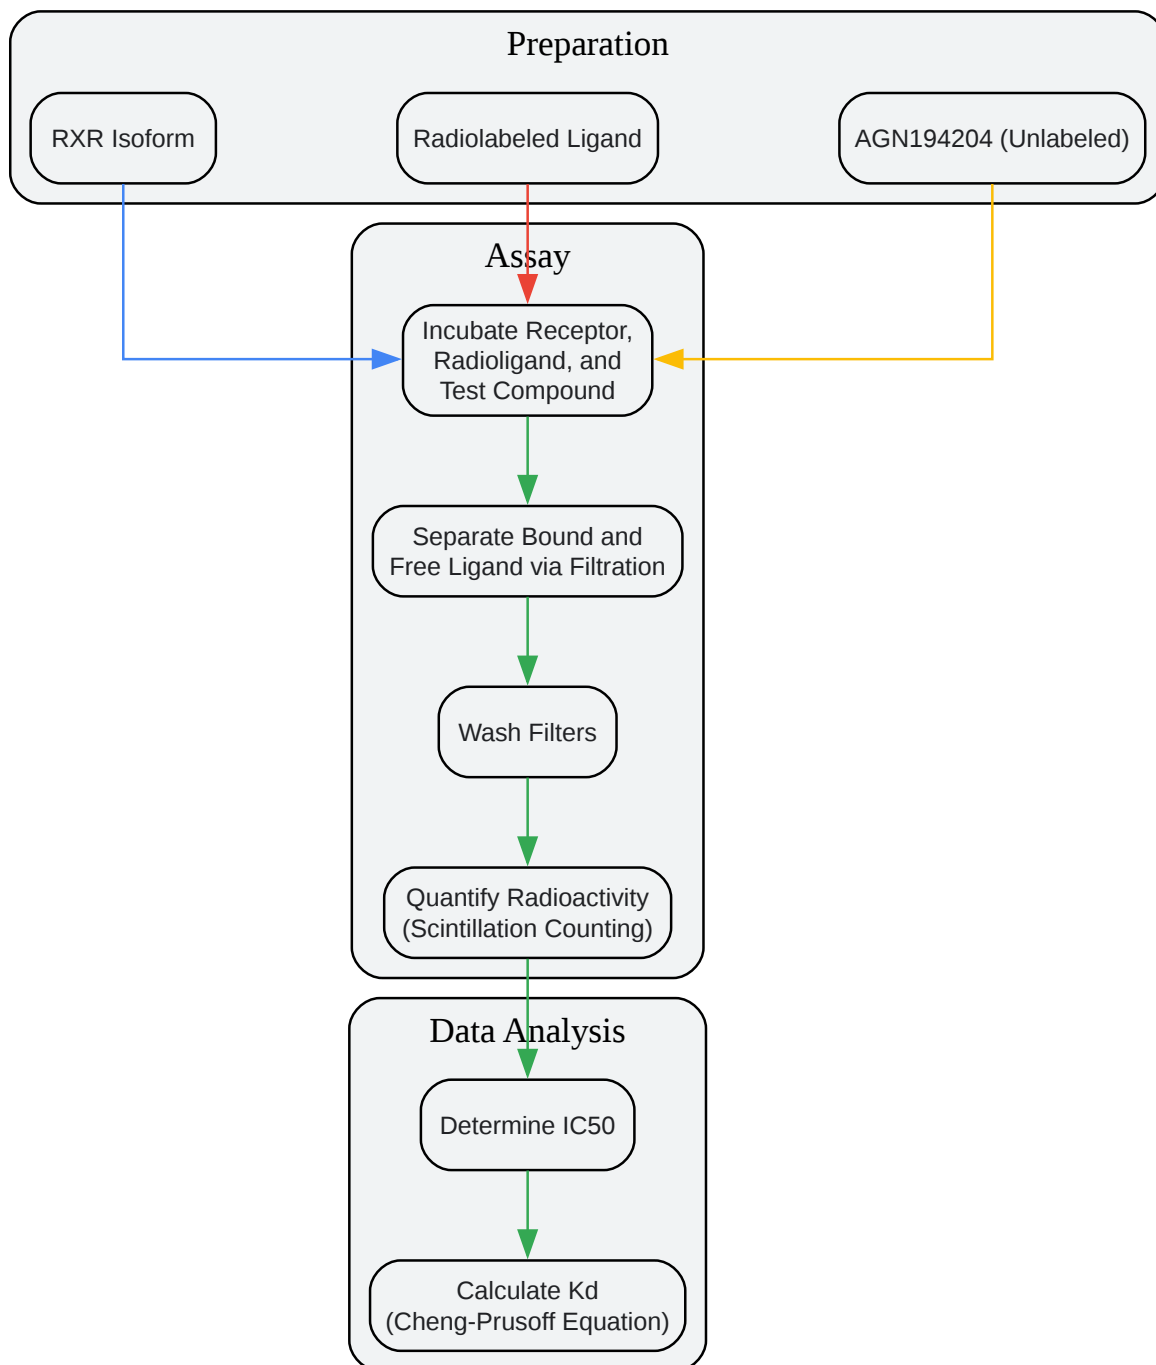 Preparation
RXR Isoform
Radiolabeled Ligand
AGN194204 (Unlabeled)
Assay
Incubate Receptor,
Radioligand, and
Test Compound
Separate Bound and
Free Ligand via Filtration
Wash Filters
Quantify Radioactivity
(Scintillation Counting)
Data Analysis
Determine IC50
Calculate Kd
(Cheng-Prusoff Equation)